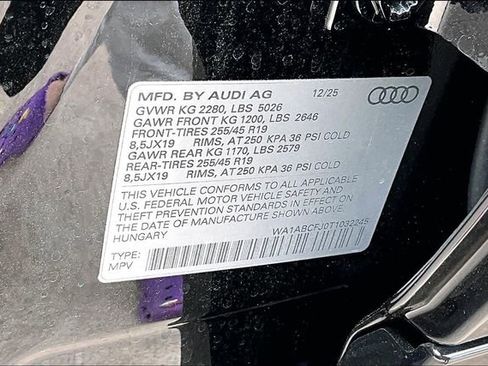 MFD. BY AUDI AG 12/25
GVWR KG 2280, LBS 5026
GAWR FRONT KG 1200, LBS 2646
FRONT-TIRES 255/45 R19
8,5JX19 RIMS, AT 250 KPA 36 PSI COLD
GAWR REAR KG 1170, LBS 2579
REAR-TIRES 255/45 R19
8,5JX19 RIMS, AT 250 KPA 36 PSI COLD
THIS VEHICLE CONFORMS TO ALL APPLICABLE
U.S. FEDERAL MOTOR VEHICLE SAFETY AND
THEFT PREVENTION STANDARDS IN EFFECT ON
THE DATE OF MANUFACTURE SHOWN ABOVE
HUNGARY
WA1ABCFJ0T1032245
TYPE:
MPV